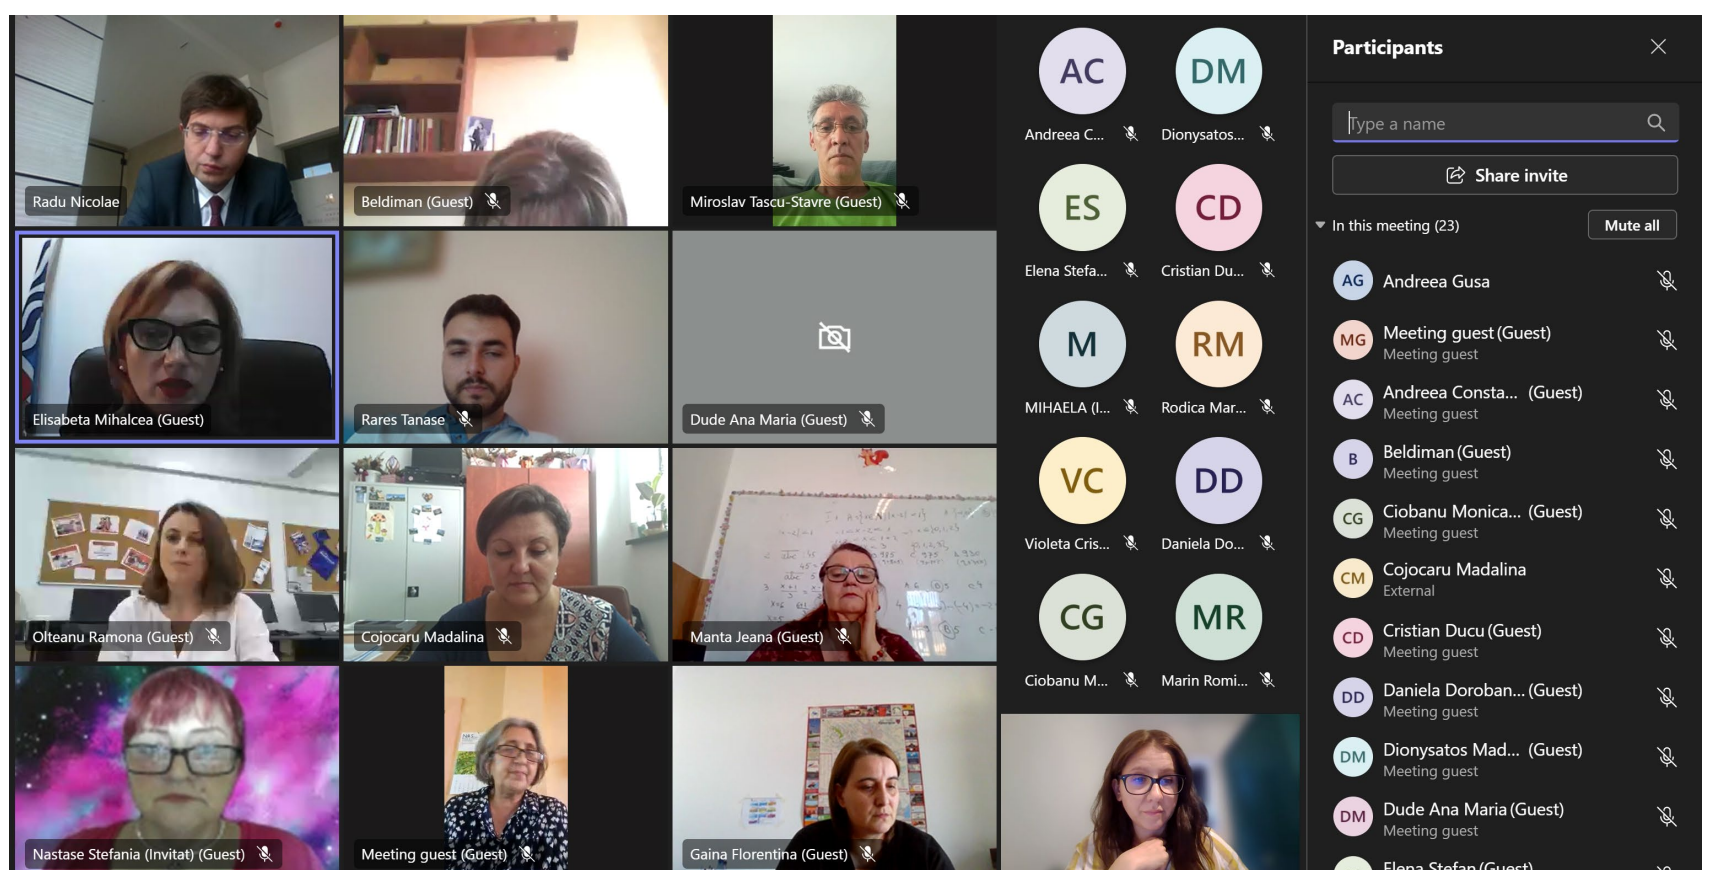 Radu Nicolae
Beldiman (Guest)
Miroslav Tascu-Stavre (Guest)
Elisabeta Mihalcea (Guest)
Rares Tanase
Dude Ana Maria (Guest)
Olteanu Ramona (Guest)
Cojocaru Madalina
Manta Jeana (Guest)
Nastase Stefania (Invitat) (Guest)
Meeting guest (Guest)
Gaina Florentina (Guest)
AC
DM
Andreea C...
Dionysatos...
ES
CD
Elena Stefa...
Cristian Du...
M
RM
MIHAELA (I...
Rodica Mar...
VC
DD
Violeta Cris...
Daniela Do...
CG
MR
Ciobanu M...
Marin Romi...
Participants
Type a name
Share invite
In this meeting (23)
Mute all
AG
Andreea Gusa
MG
Meeting guest (Guest)
Meeting guest
AC
Andreea Consta... (Guest)
Meeting guest
B
Beldiman (Guest)
Meeting guest
CG
Ciobanu Monica... (Guest)
Meeting guest
CM
Cojocaru Madalina
External
CD
Cristian Ducu (Guest)
Meeting guest
DD
Daniela Doroban... (Guest)
Meeting guest
DM
Dionysatos Mad... (Guest)
Meeting guest
DM
Dude Ana Maria (Guest)
Meeting guest
Elena Stefan (Guest)